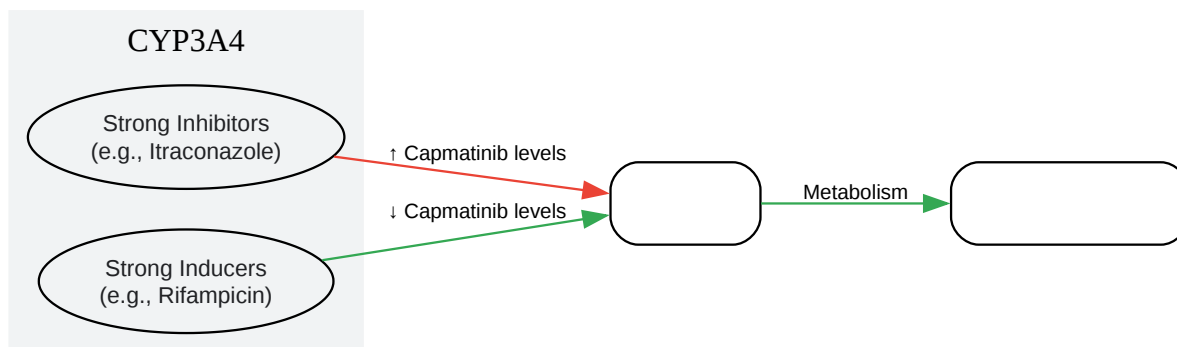 CYP3A4
Strong Inhibitors
(e.g., Itraconazole)
↑ Capmatinib levels
Metabolism
↓ Capmatinib levels
Strong Inducers
(e.g., Rifampicin)